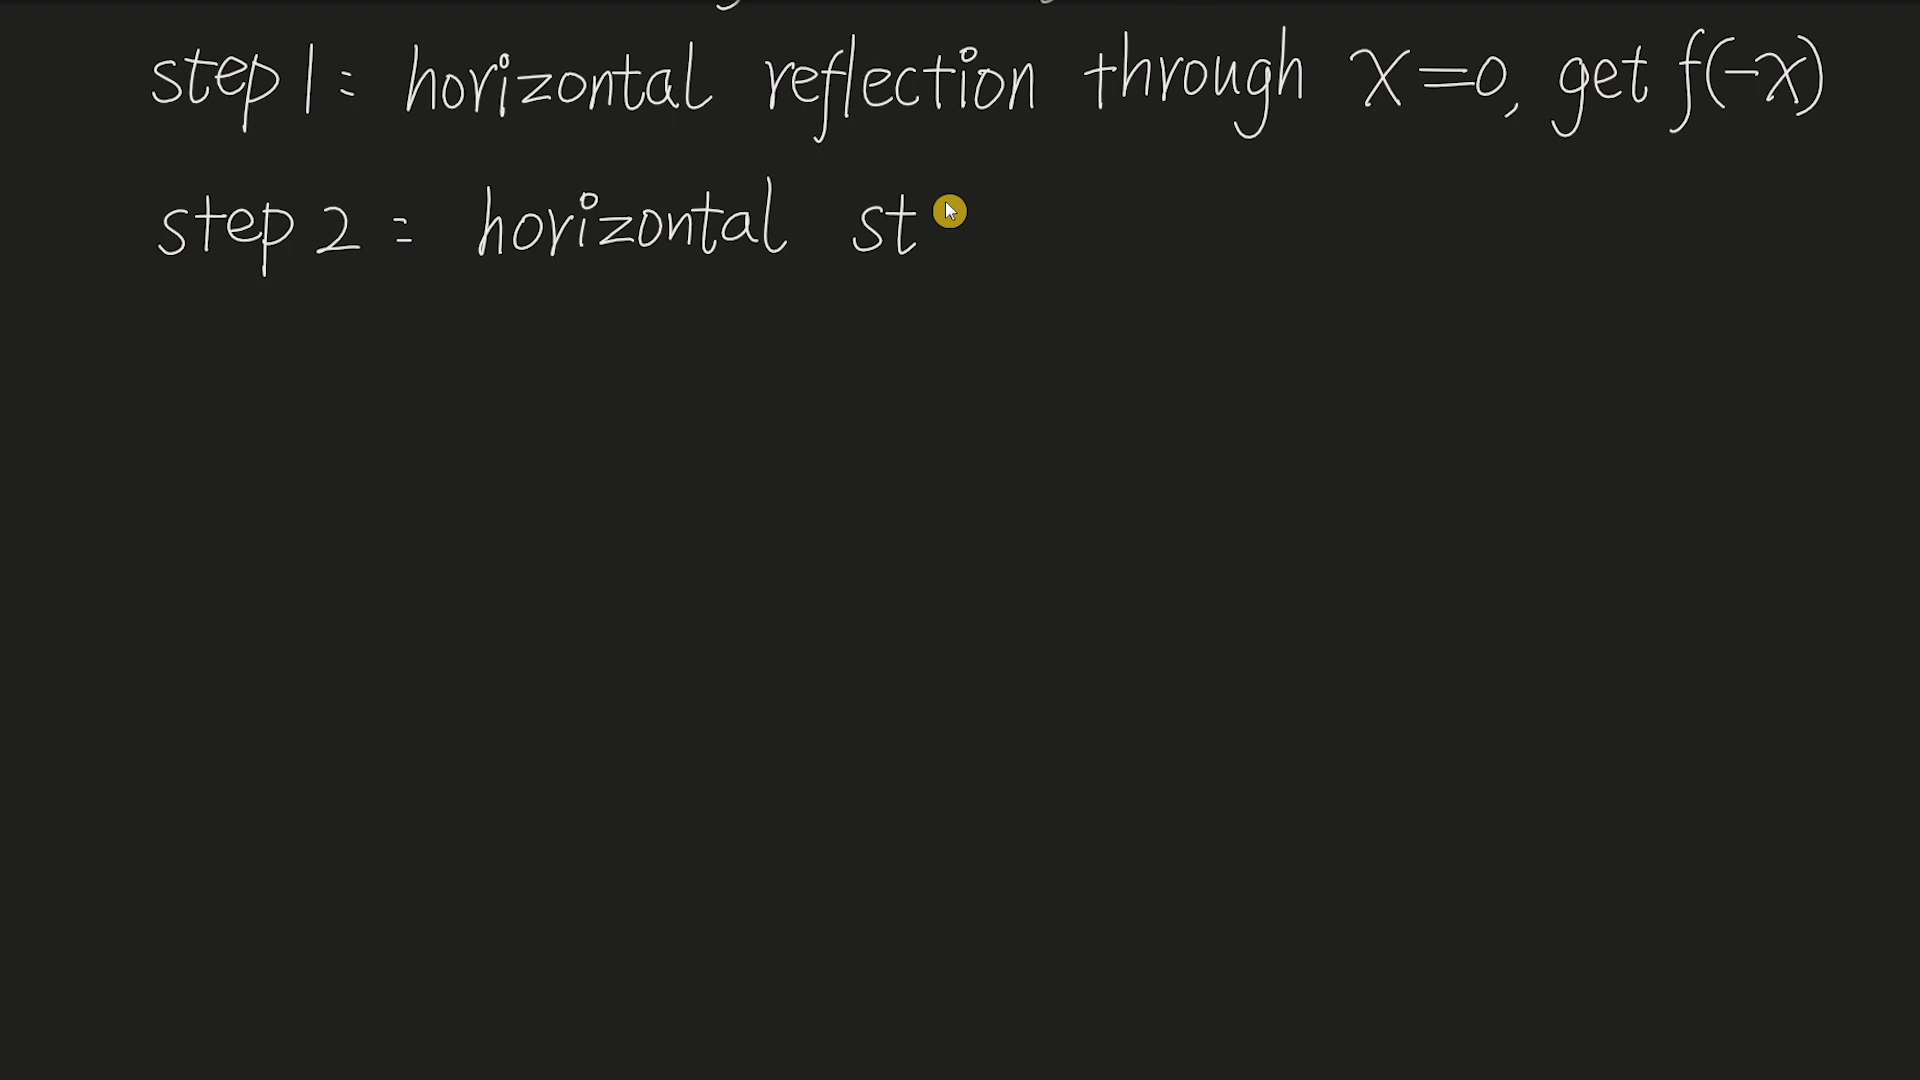 step 1: horizontal reflection through x=0, get f(-x)
step 2: horizontal st